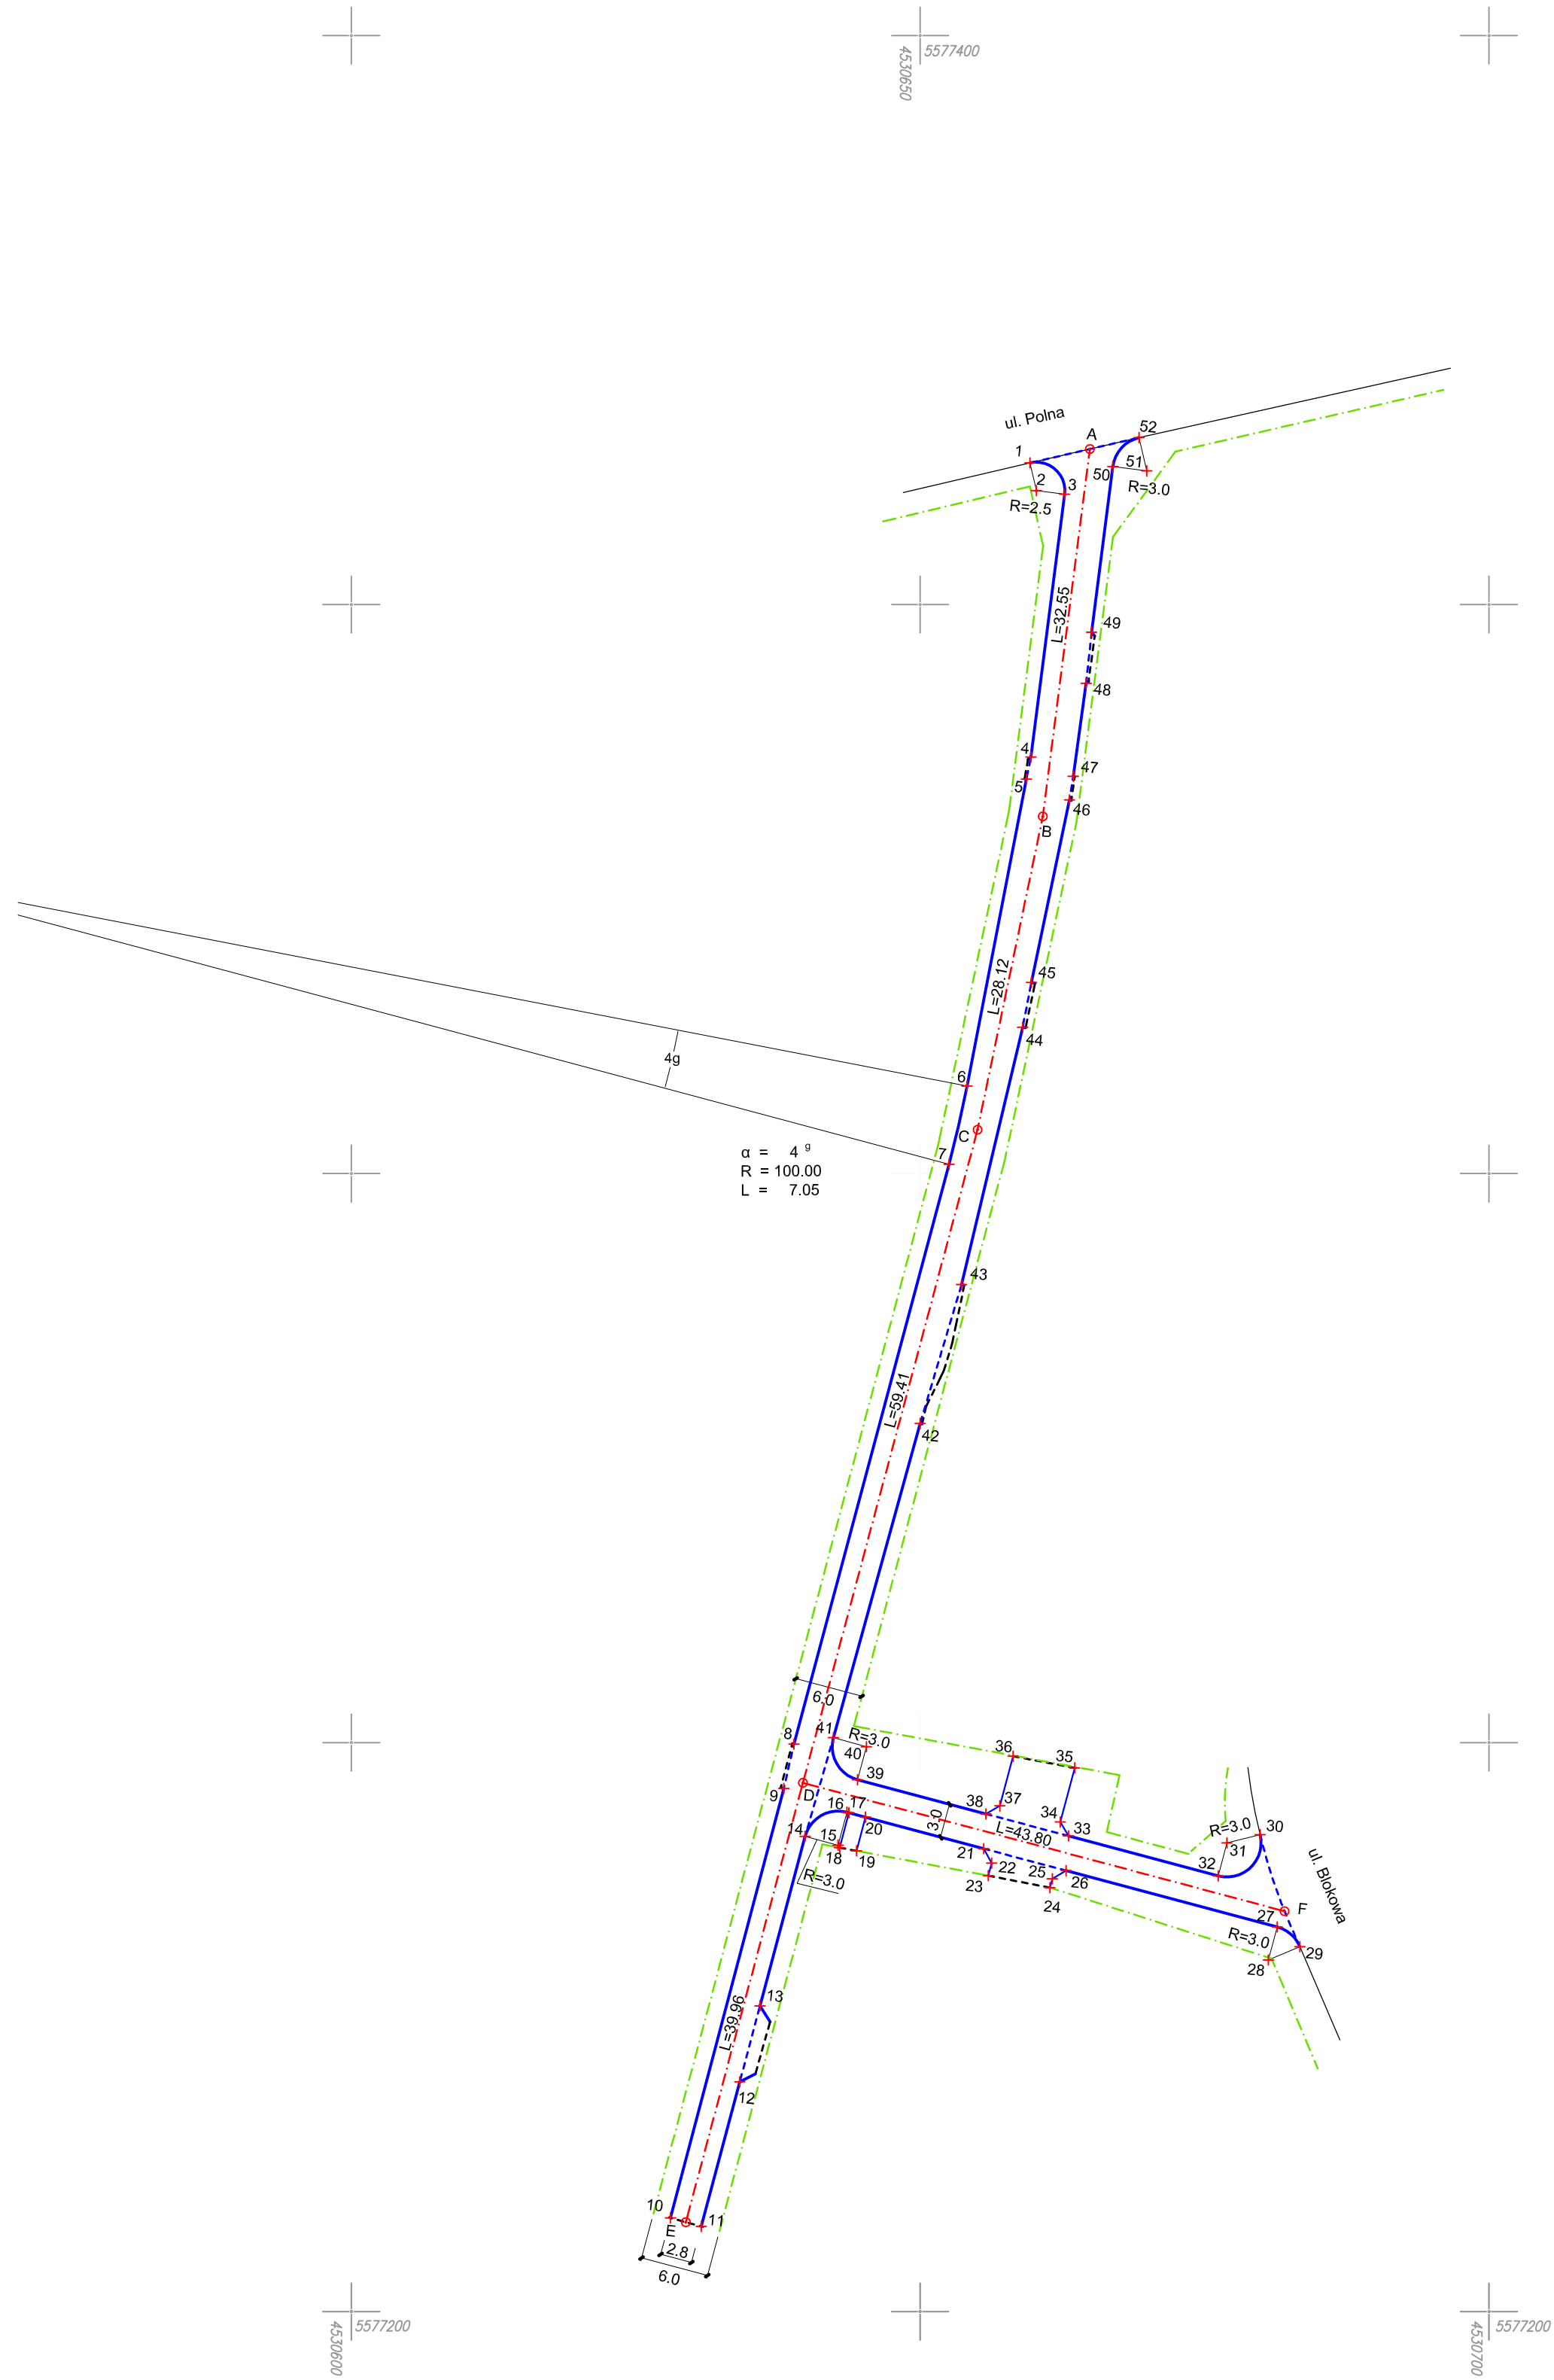 5577400
4530650
ul. Polna
A
52
1
51
50
2
3
R=3.0
R=2.5
L=32.55
49
48
4
47
5
46
B
L=28.12
45
44
4g
6
C
7
α = 4 g
R = 100.00
L = 7.05
43
L=59.41
42
6.0
8
41
R=3.0
40
36
35
39
9
D
16
17
38
37
34
3.0
20
33
L=43.80
14
15
18
19
R=3.0
30
31
21
22
25
26
32
23
24
R=3.0
ul. Blokowa
27
F
R=3.0
28
29
L=39.96
13
12
10
11
E
2.8
6.0
5577200
4530600
5577200
4530700